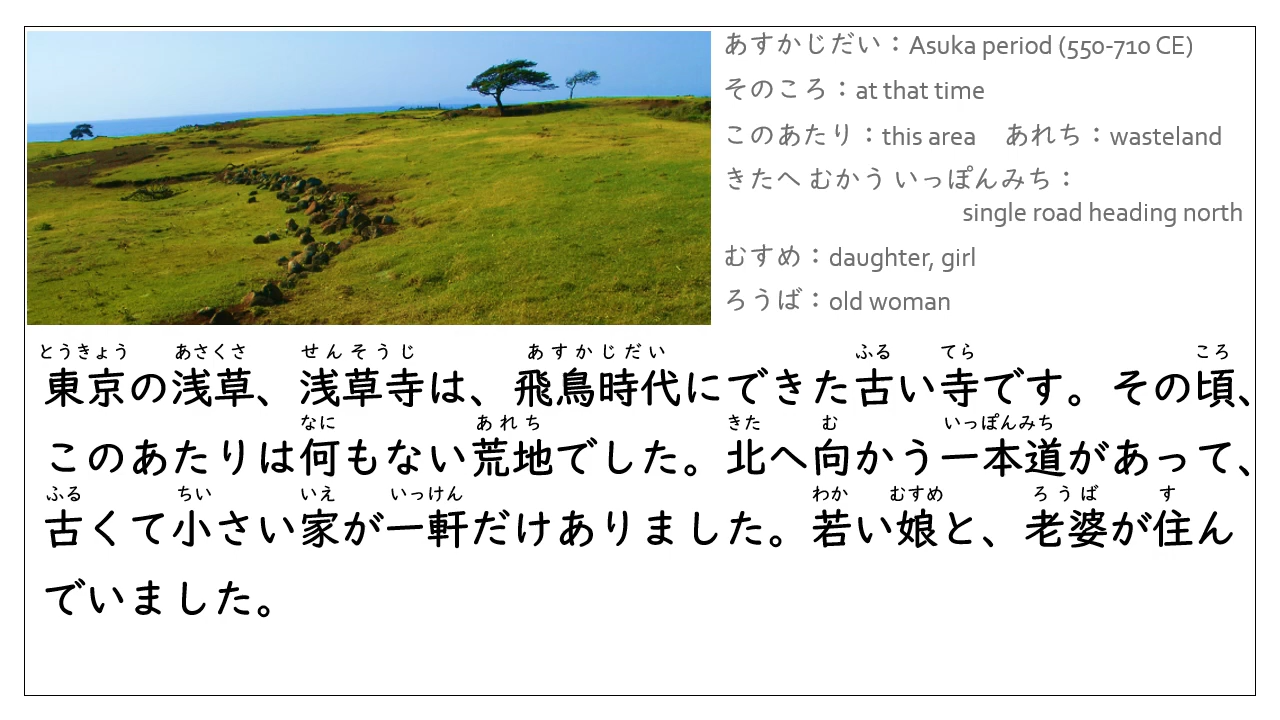 あすかじだい：Asuka period (550-710 CE)
そのころ：at that time
このあたり：this area　あれち：wasteland
きたへ むかう いっぽんみち：
single road heading north
むすめ：daughter, girl
ろうば：old woman
とうきょう あさくさ せんそうじ あすかじだい ふる てら ころ
東京の浅草、浅草寺は、飛鳥時代にできた古い寺です。その頃、
なに あれち きた む いっぽんみち
このあたりは何もない荒地でした。北へ向かう一本道があって、
ふる ちい いえ いっけん わか むすめ ろうば す
古くて小さい家が一軒だけありました。若い娘と、老婆が住ん
でいました。